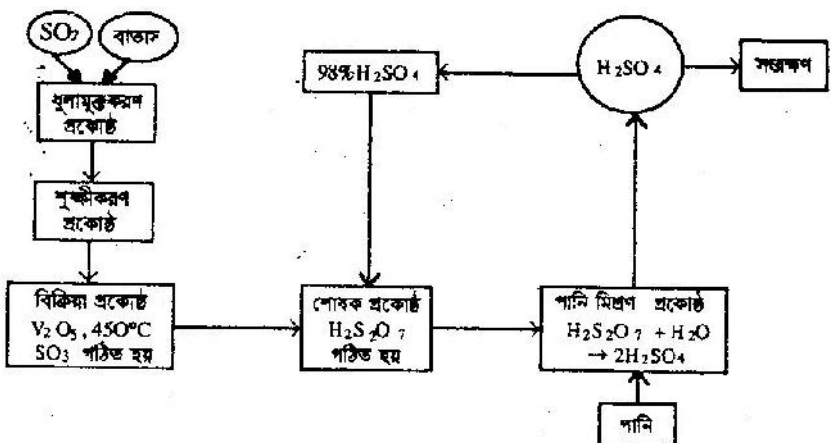 SO₂
বাতাস
ধুলামুক্তকরণ
প্রকোষ্ঠ
শুষ্কীকরণ
প্রকোষ্ঠ
বিক্রিয়া প্রকোষ্ঠ
V₂O₅, 450°C
SO₃ গঠিত হয়
98%H₂SO₄
শোষক প্রকোষ্ঠ
H₂S₂O₇
গঠিত হয়
H₂SO₄
সংরক্ষণ
পানি মিশ্রণ প্রকোষ্ঠ
H₂S₂O₇ + H₂O
→ 2H₂SO₄
পানি